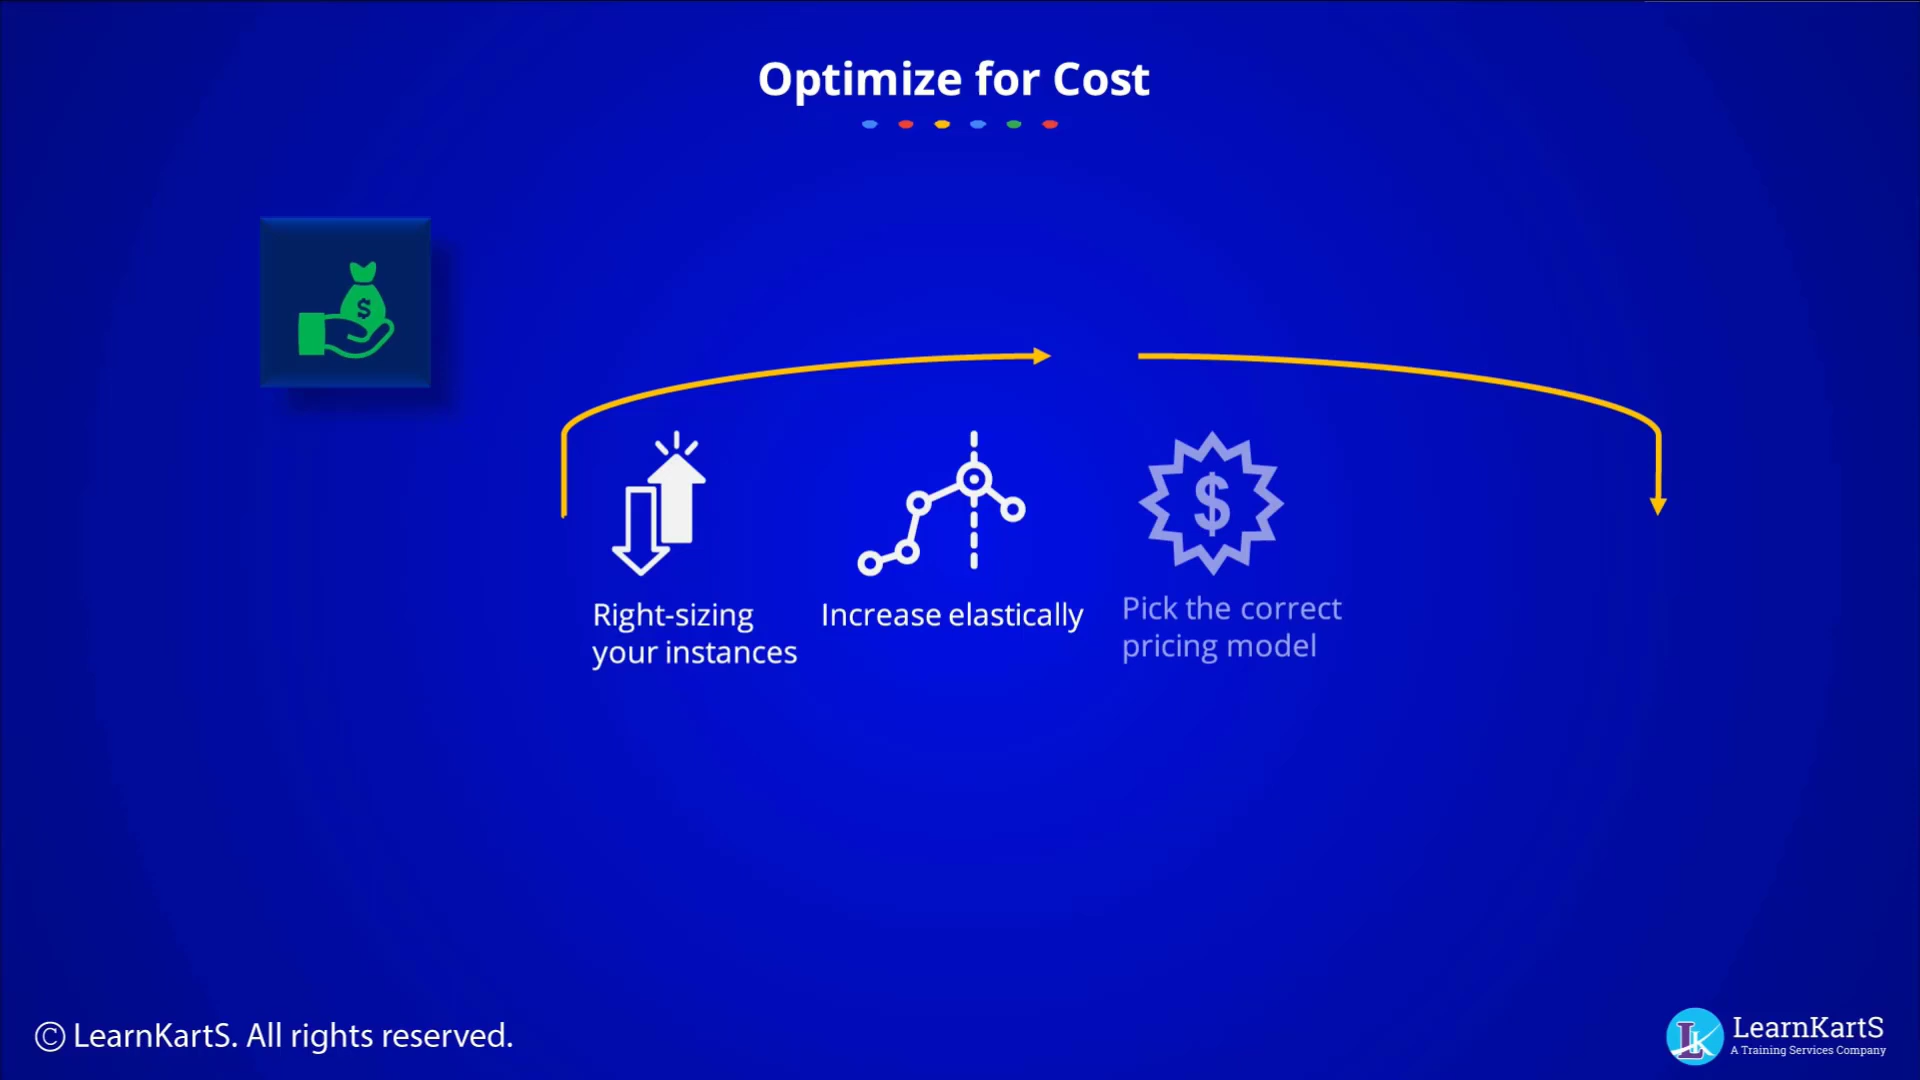 Optimize for Cost
$
$
Right-sizing
your instances
Increase elastically
Pick the correct
pricing model
© LearnKartS. All rights reserved.
LK
LearnKartS
A Training Services Company